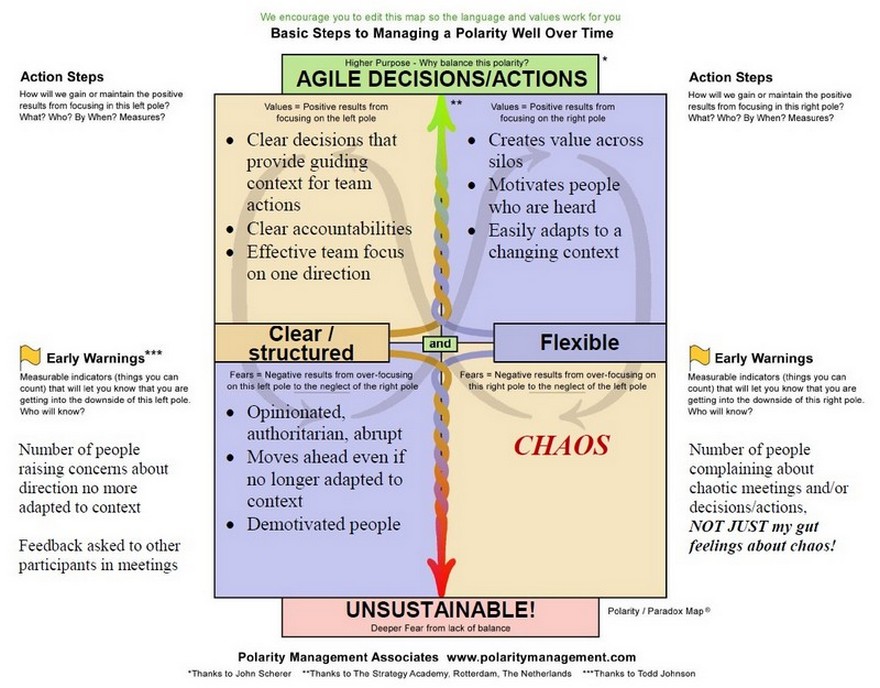 We encourage you to edit this map so the language and values work for you
Basic Steps to Managing a Polarity Well Over Time
Higher Purpose - Why balance this polarity?
AGILE DECISIONS/ACTIONS
*
Action Steps
How will we gain or maintain the positive
results from focusing in this left pole?
What? Who? By When? Measures?
Values = Positive results from
focusing on the left pole
• Clear decisions that
provide guiding
context for team
actions
• Clear accountabilities
• Effective team focus
on one direction
**
Values = Positive results from
focusing on the right pole
• Creates value across
silos
• Motivates people
who are heard
• Easily adapts to a
changing context
Action Steps
How will we gain or maintain the positive
results from focusing in this right pole?
What? Who? By When? Measures?
Clear /
structured
and
Flexible
Early Warnings***
Measurable indicators (things you can
count) that will let you know that you are
getting into the downside of this left pole.
Who will know?
Number of people
raising concerns about
direction no more
adapted to context
Feedback asked to other
participants in meetings
Fears = Negative results from over-focusing
on this left pole to the neglect of the right pole
• Opinionated,
authoritarian, abrupt
• Moves ahead even if
no longer adapted to
context
• Demotivated people
Fears = Negative results from over-focusing on
this right pole to the neglect of the left pole
CHAOS
Early Warnings
Measurable indicators (things you can
count) that will let you know that you are
getting into the downside of this right pole.
Who will know?
Number of people
complaining about
chaotic meetings and/or
decisions/actions,
NOT JUST my gut
feelings about chaos!
UNSUSTAINABLE!
Deeper Fear from lack of balance
Polarity / Paradox Map©
Polarity Management Associates www.polaritymanagement.com
*Thanks to John Scherer **Thanks to The Strategy Academy, Rotterdam, The Netherlands ***Thanks to Todd Johnson